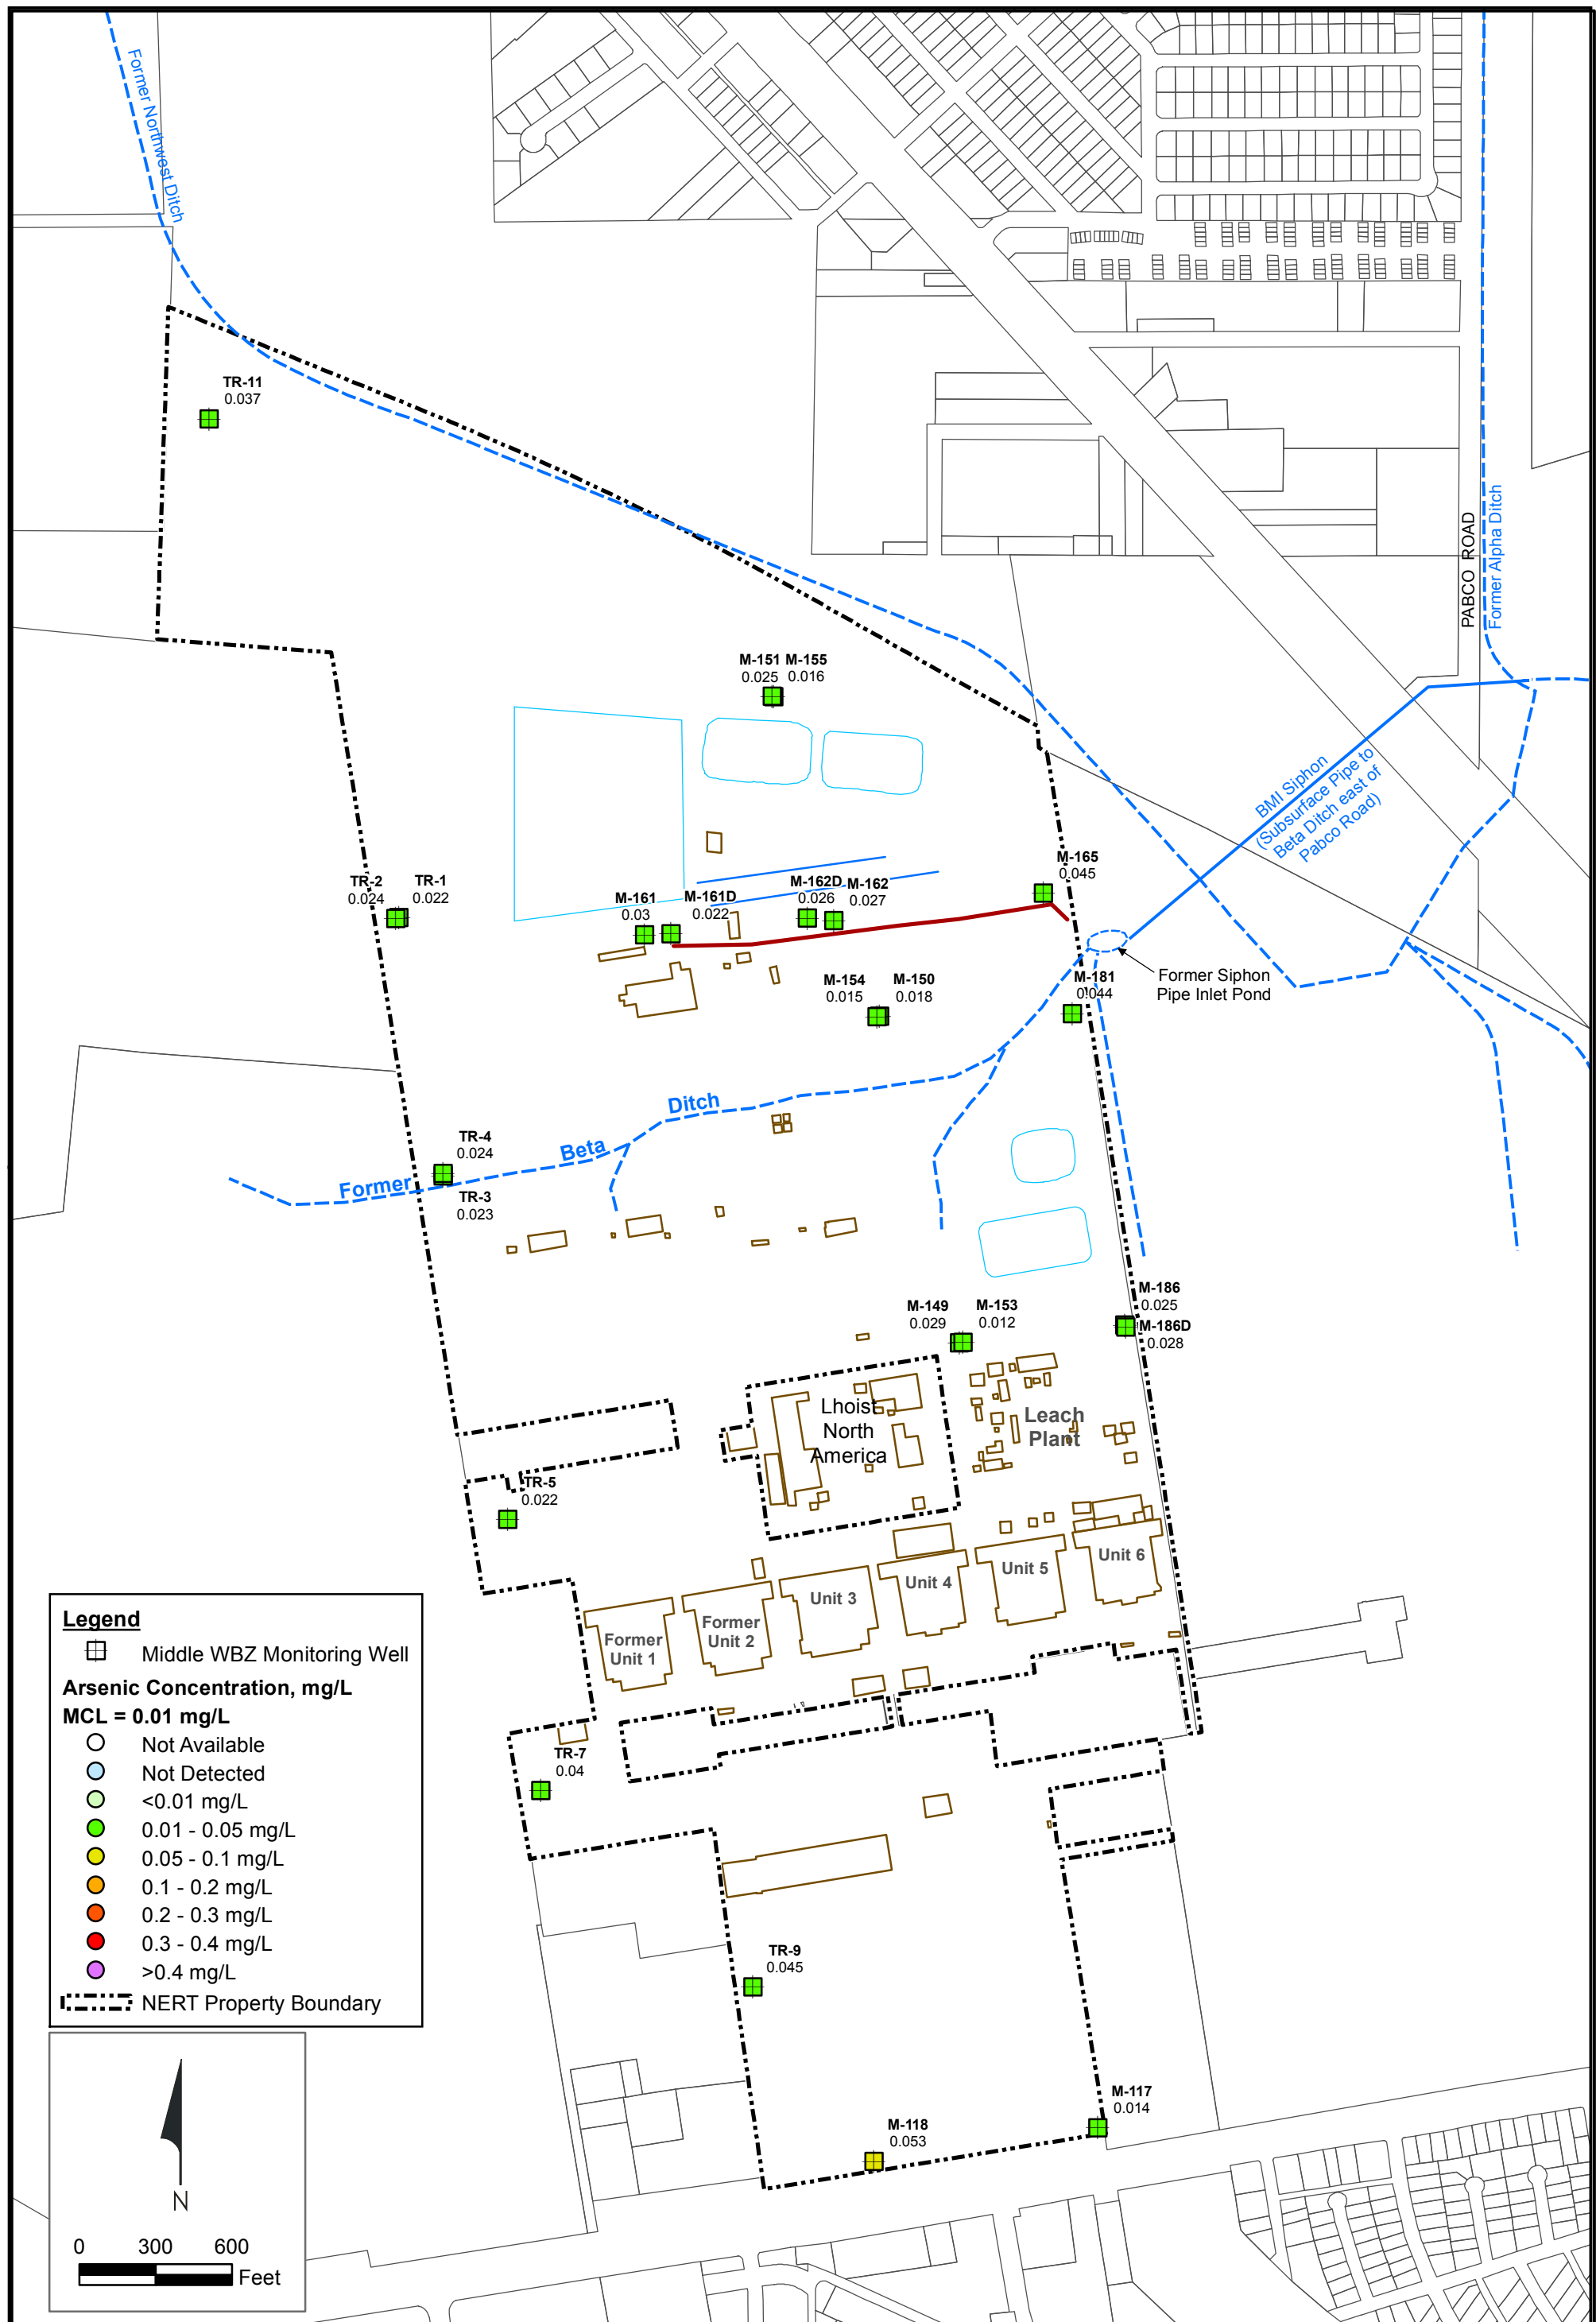 Former Northwest Ditch
TR-11
0.037
PABCO ROAD
Former Alpha Ditch
M-151 M-155
0.025 0.016
BMI Siphon
(Subsurface Pipe to
Beta Ditch east of
Pabco Road)
M-165
0.045
TR-2 TR-1
0.024 0.022
M-161
0.03
M-161D
0.022
M-162D M-162
0.026 0.027
M-154 M-150
0.015 0.018
M-181
0.044
Former Siphon
Pipe Inlet Pond
Former Beta Ditch
TR-4
0.024
TR-3
0.023
M-186
0.025
M-186D
0.028
M-149 M-153
0.029 0.012
Lhoist
North
America
Leach
Plant
TR-5
0.022
Former
Unit 1
Former
Unit 2
Unit 3
Unit 4
Unit 5
Unit 6
TR-7
0.04
TR-9
0.045
M-117
0.014
M-118
0.053
Legend
Middle WBZ Monitoring Well
Arsenic Concentration, mg/L
MCL = 0.01 mg/L
Not Available
Not Detected
<0.01 mg/L
0.01 - 0.05 mg/L
0.05 - 0.1 mg/L
0.1 - 0.2 mg/L
0.2 - 0.3 mg/L
0.3 - 0.4 mg/L
>0.4 mg/L
NERT Property Boundary
N
0 300 600
Feet